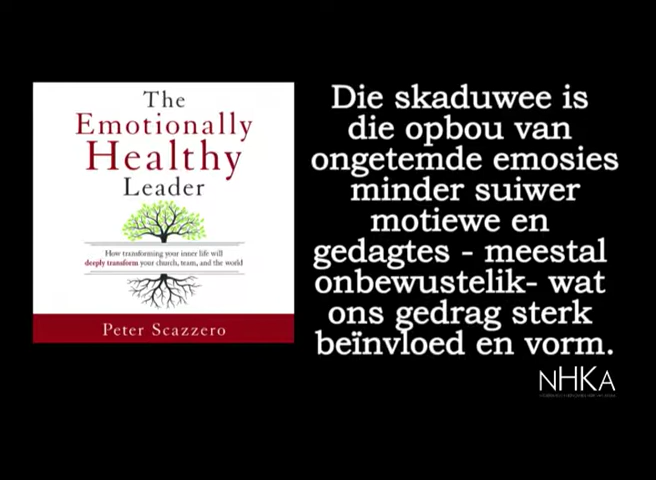 The
Emotionally
Healthy
Leader
How transforming your inner life will
deeply transform your church, team, and the world
Peter Scazzero
Die skaduwee is
die opbou van
ongetemde emosies
minder suiwer
motiewe en
gedagtes - meestal
onbewustelik- wat
ons gedrag sterk
beïnvloed en vorm.
NHKA